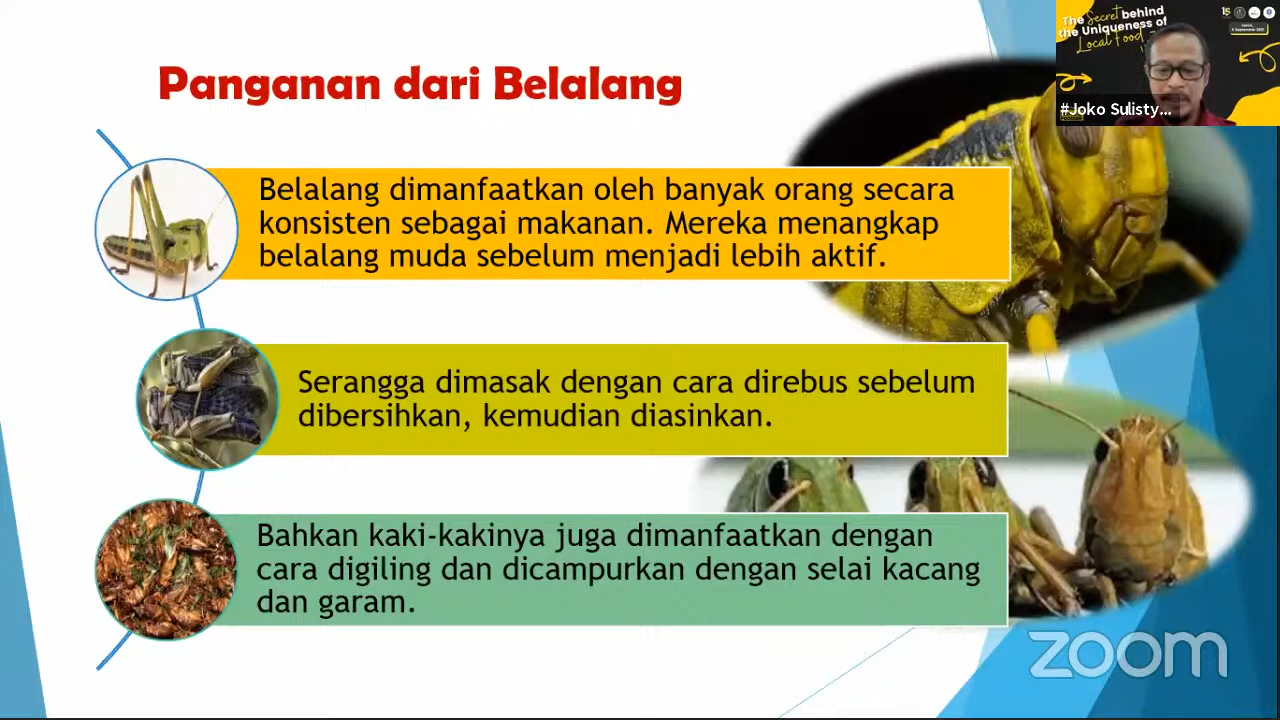 Panganan dari Belalang
Belalang dimanfaatkan oleh banyak orang secara
konsisten sebagai makanan. Mereka menangkap
belalang muda sebelum menjadi lebih aktif.
Serangga dimasak dengan cara direbus sebelum
dibersihkan, kemudian diasinkan.
Bahkan kaki-kakinya juga dimanfaatkan dengan
cara digiling dan dicampurkan dengan selai kacang
dan garam.
The Secret behind
the Uniqueness of
Local Food
#Joko Sulisty...
zoom